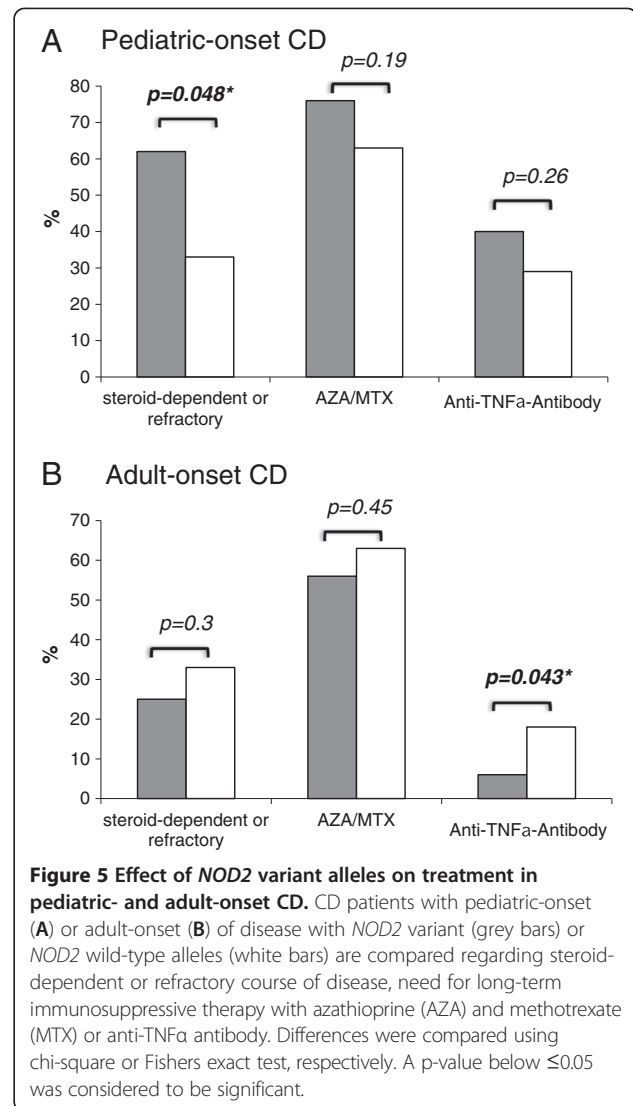 A Pediatric-onset CD
p=0.19
p=0.048*
p=0.26
%
80
70
60
50
40
30
20
10
0
steroid-dependent or
refractory
AZA/MTX
Anti-TNFa-Antibody
B Adult-onset CD
p=0.45
p=0.3
p=0.043*
%
70
60
50
40
30
20
10
0
steroid-dependent or
refractory
AZA/MTX
Anti-TNFa-Antibody
Figure 5 Effect of NOD2 variant alleles on treatment in
pediatric- and adult-onset CD. CD patients with pediatric-onset
(A) or adult-onset (B) of disease with NOD2 variant (grey bars) or
NOD2 wild-type alleles (white bars) are compared regarding steroid-
dependent or refractory course of disease, need for long-term
immunosuppressive therapy with azathioprine (AZA) and methotrexate
(MTX) or anti-TNFα antibody. Differences were compared using
chi-square or Fishers exact test, respectively. A p-value below ≤0.05
was considered to be significant.